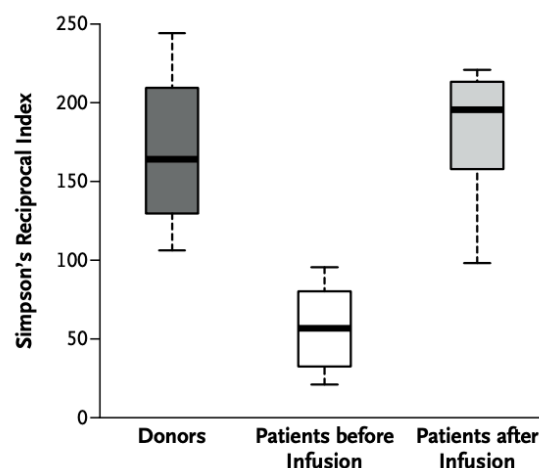 Simpson's Reciprocal Index
250
200
150
100
50
0
Donors
Patients before
Infusion
Patients after
Infusion